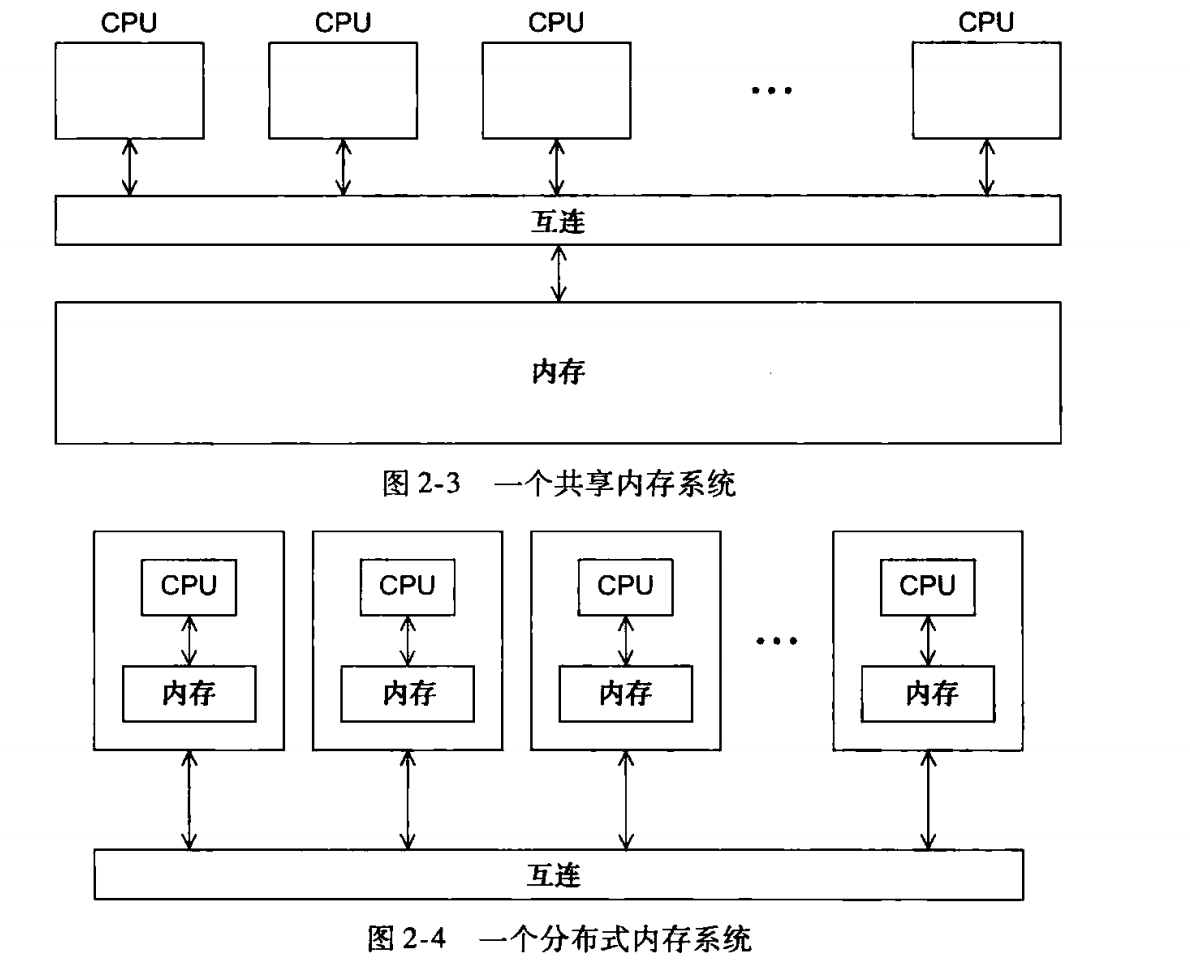 CPU CPU CPU CPU
...
互连
内存
图 2-3 一个共享内存系统
CPU CPU CPU CPU
...
内存 内存 内存 内存
互连
图 2-4 一个分布式内存系统